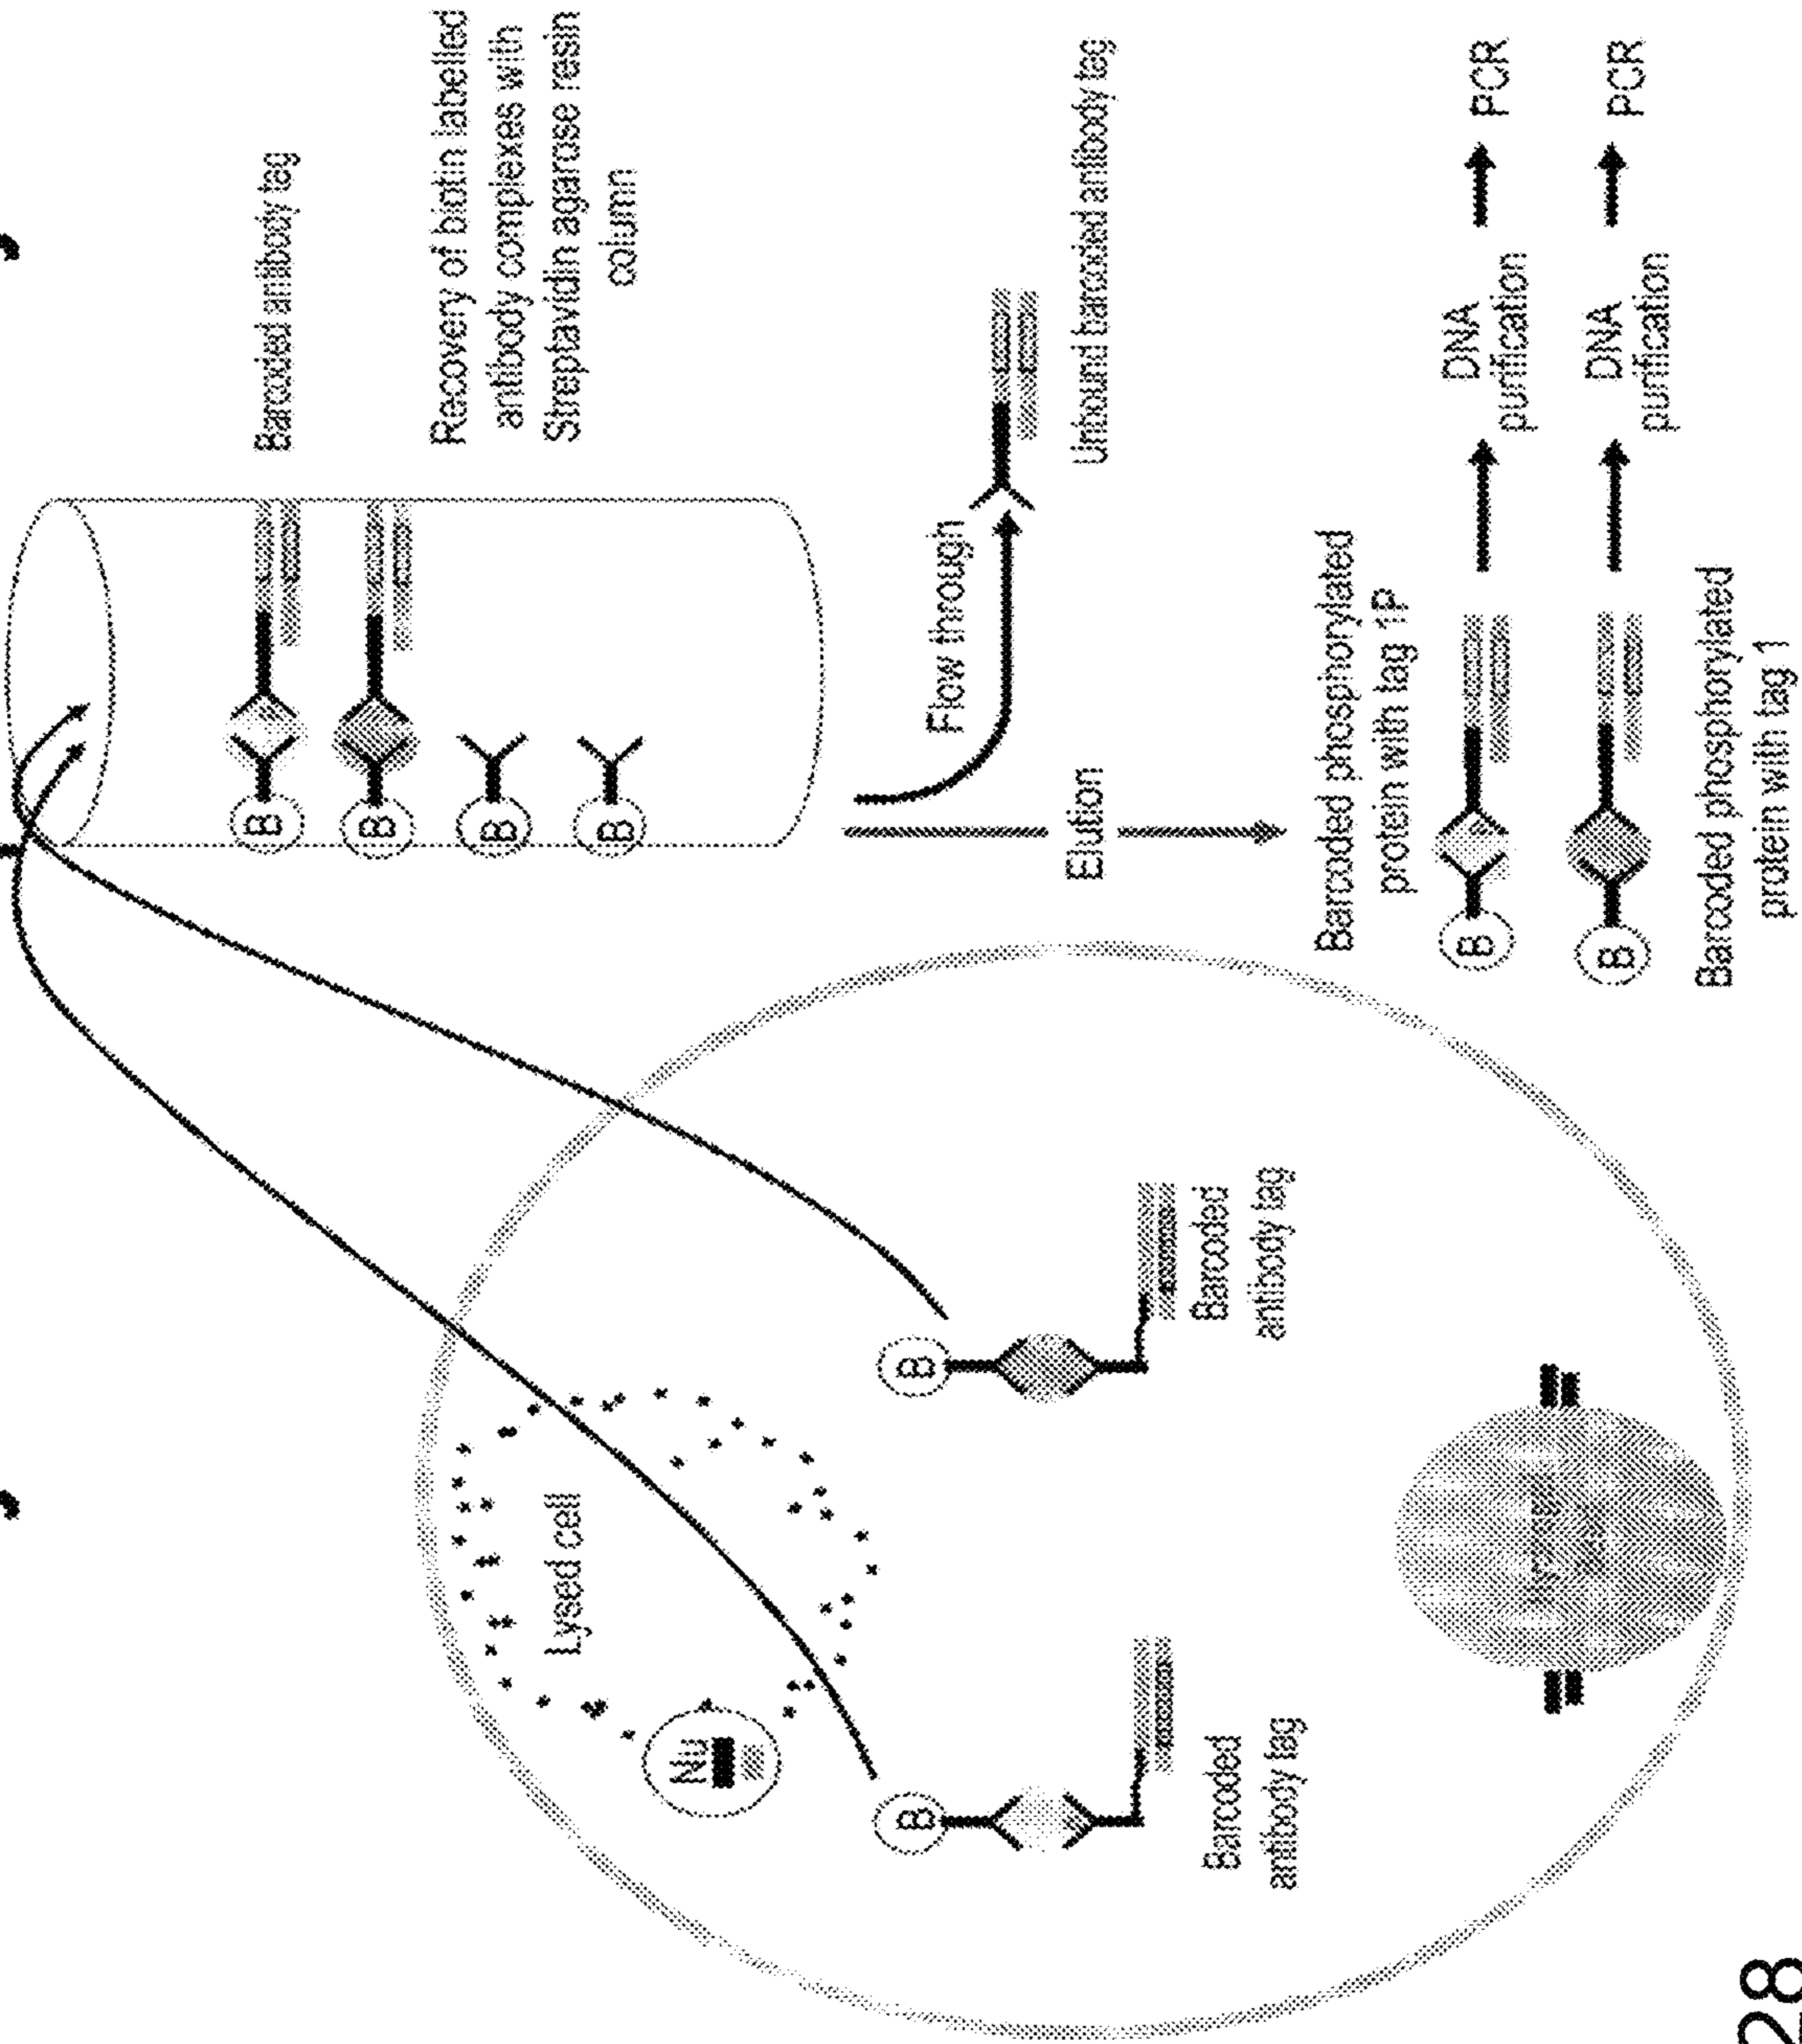 Lysed cell
Nu
B
B
Barcoded
antibody tag
Barcoded
antibody tag
B
B
B
B
Barcoded antibody tag
Recovery of biotin labelled
antibody complexes with
Streptavidin agarose resin
column
Flow through
Unbound barcoded antibody tag
Elution
Barcoded phosphorylated
protein with tag 1P
B
DNA
purification
PCR
B
DNA
purification
PCR
Barcoded phosphorylated
protein with tag 1
28